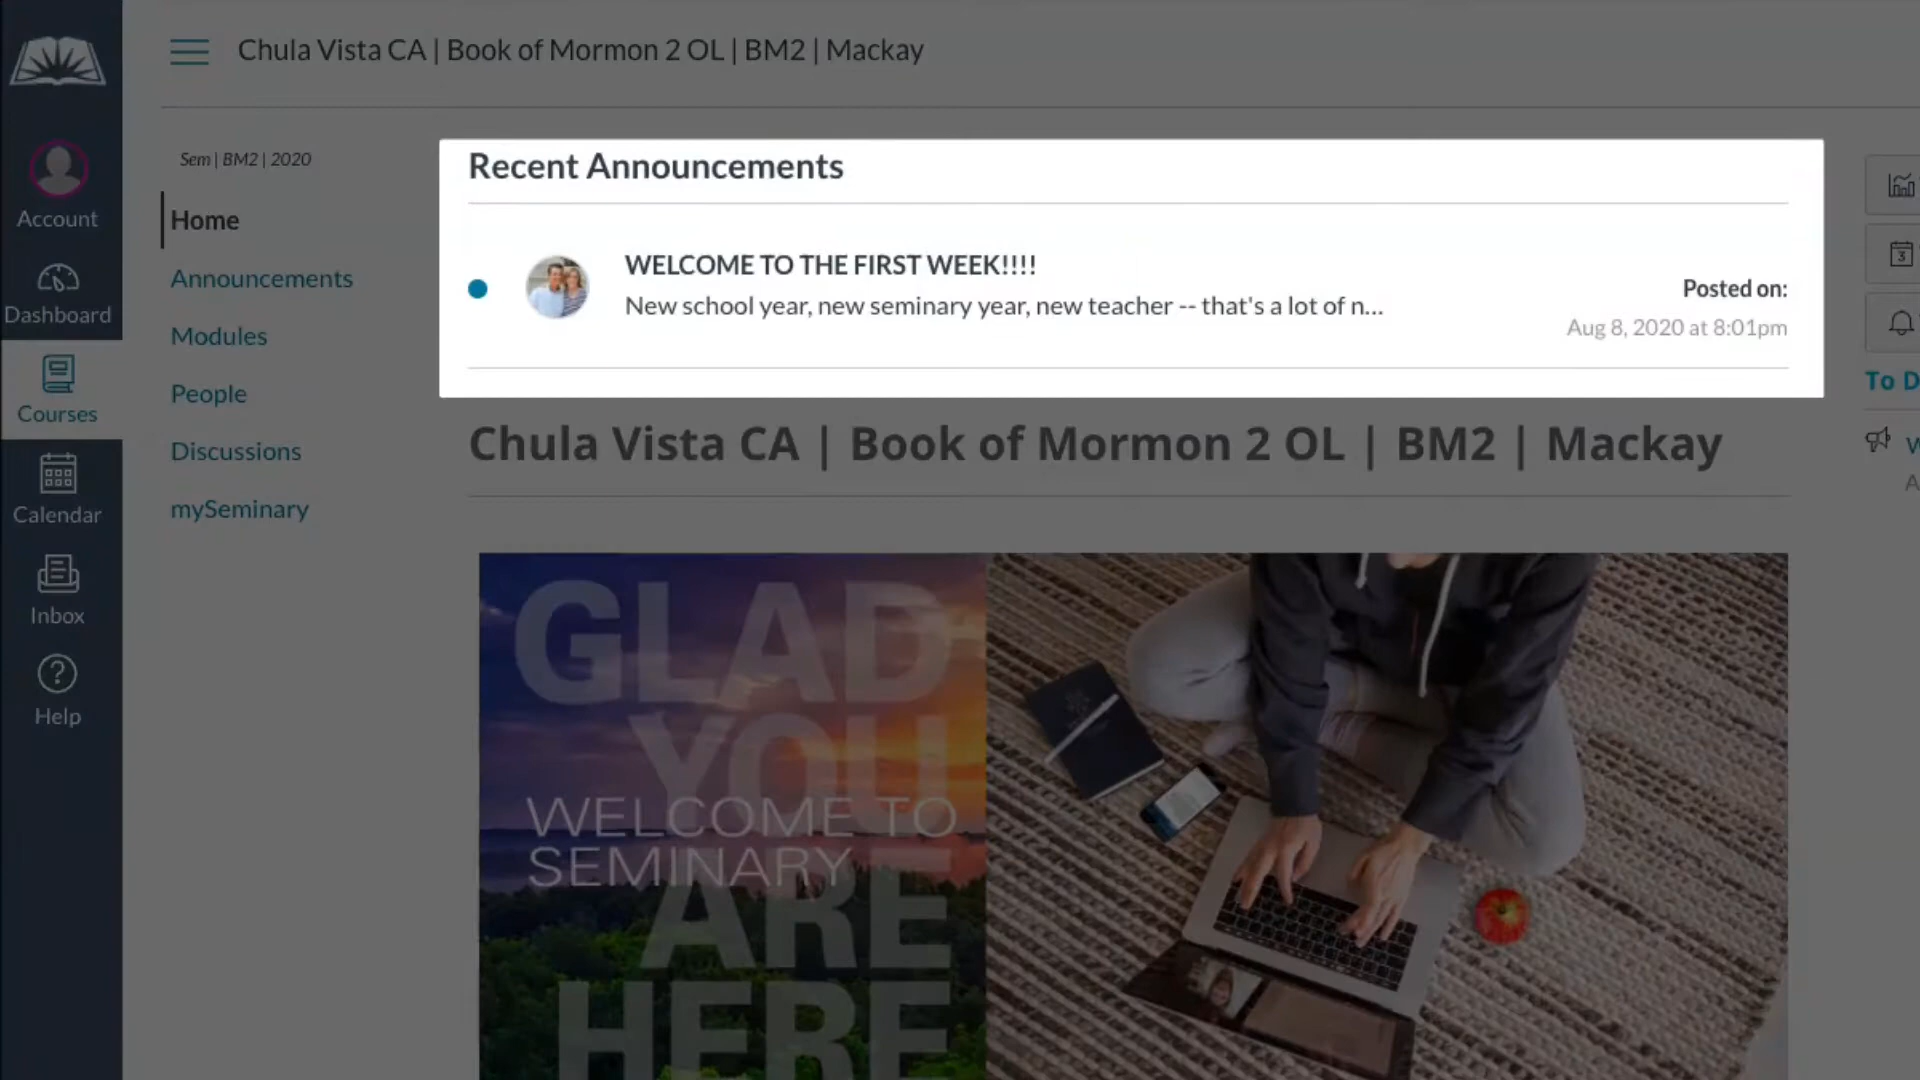 Chula Vista CA | Book of Mormon 2 OL | BM2 | Mackay
Sem | BM2 | 2020
Account
Dashboard
Courses
Calendar
Inbox
Help
Home
Announcements
Modules
People
Discussions
mySeminary
Recent Announcements
WELCOME TO THE FIRST WEEK!!!!
New school year, new seminary year, new teacher -- that's a lot of n...
Posted on:
Aug 8, 2020 at 8:01pm
3
To D
W
A
Chula Vista CA | Book of Mormon 2 OL | BM2 | Mackay
GLAD
YOU
WELCOME TO
SEMINARY
ARE
HERE